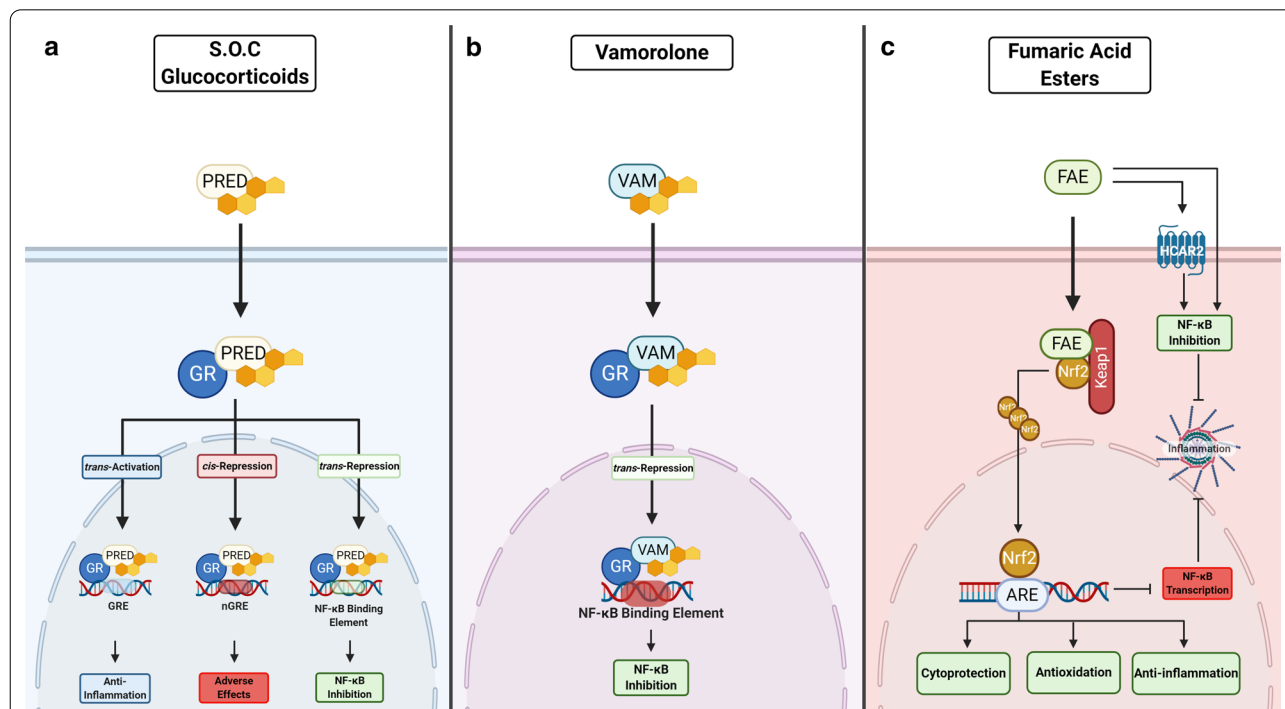 a
S.O.C
Glucocorticoids
PRED
PRED
GR
trans-Activation
cis-Repression
trans-Repression
PRED
GR
PRED
GR
PRED
GR
GRE
nGRE
NF-κB Binding
Element
Anti-
Inflammation
Adverse
Effects
NF-κB
Inhibition
b
Vamorolone
VAM
VAM
GR
trans-Repression
VAM
GR
NF-κB Binding Element
NF-κB
Inhibition
c
Fumaric Acid
Esters
FAE
HCAR2
NF-κB
Inhibition
FAE
Nrf2
Keap1
Nrf2
Nrf2
Nrf2
Inflammation
Nrf2
ARE
NF-κB
Transcription
Cytoprotection
Antioxidation
Anti-inflammation